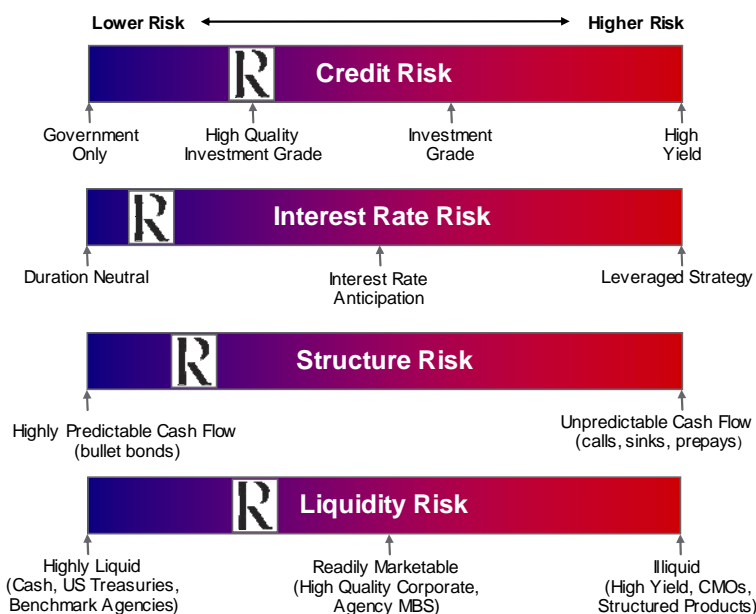 Lower Risk
Higher Risk
R
Credit Risk
Government
Only
High Quality
Investment Grade
Investment
Grade
High
Yield
R
Interest Rate Risk
Duration Neutral
Interest Rate
Anticipation
Leveraged Strategy
R
Structure Risk
Highly Predictable Cash Flow
(bullet bonds)
Unpredictable Cash Flow
(calls, sinks, prepays)
R
Liquidity Risk
Highly Liquid
(Cash, US Treasuries,
Benchmark Agencies)
Readily Marketable
(High Quality Corporate,
Agency MBS)
Illiquid
(High Yield, CMOs,
Structured Products)